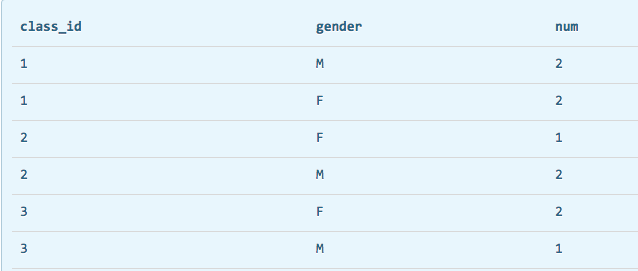 class_id gender num
1 M 2
1 F 2
2 F 1
2 M 2
3 F 2
3 M 1